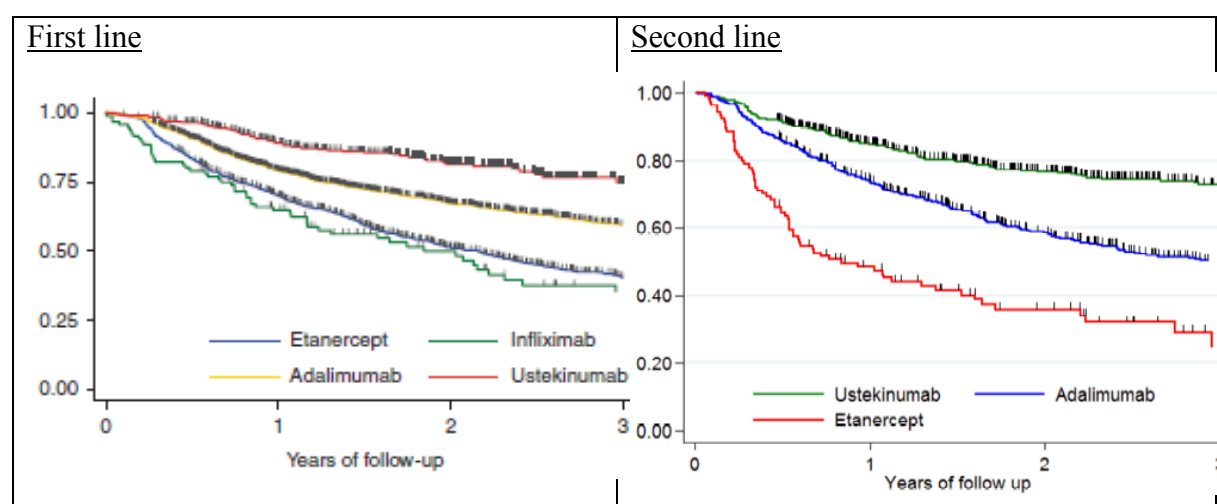 First line
1.00
0.75
0.50
0.25
0.00
Etanercept Infliximab
Adalimumab Ustekinumab
0 1 2 3
Years of follow-up
Second line
1.00
0.80
0.60
0.40
0.20
0.00
Ustekinumab Adalimumab
Etanercept
0 1 2 3
Years of follow up